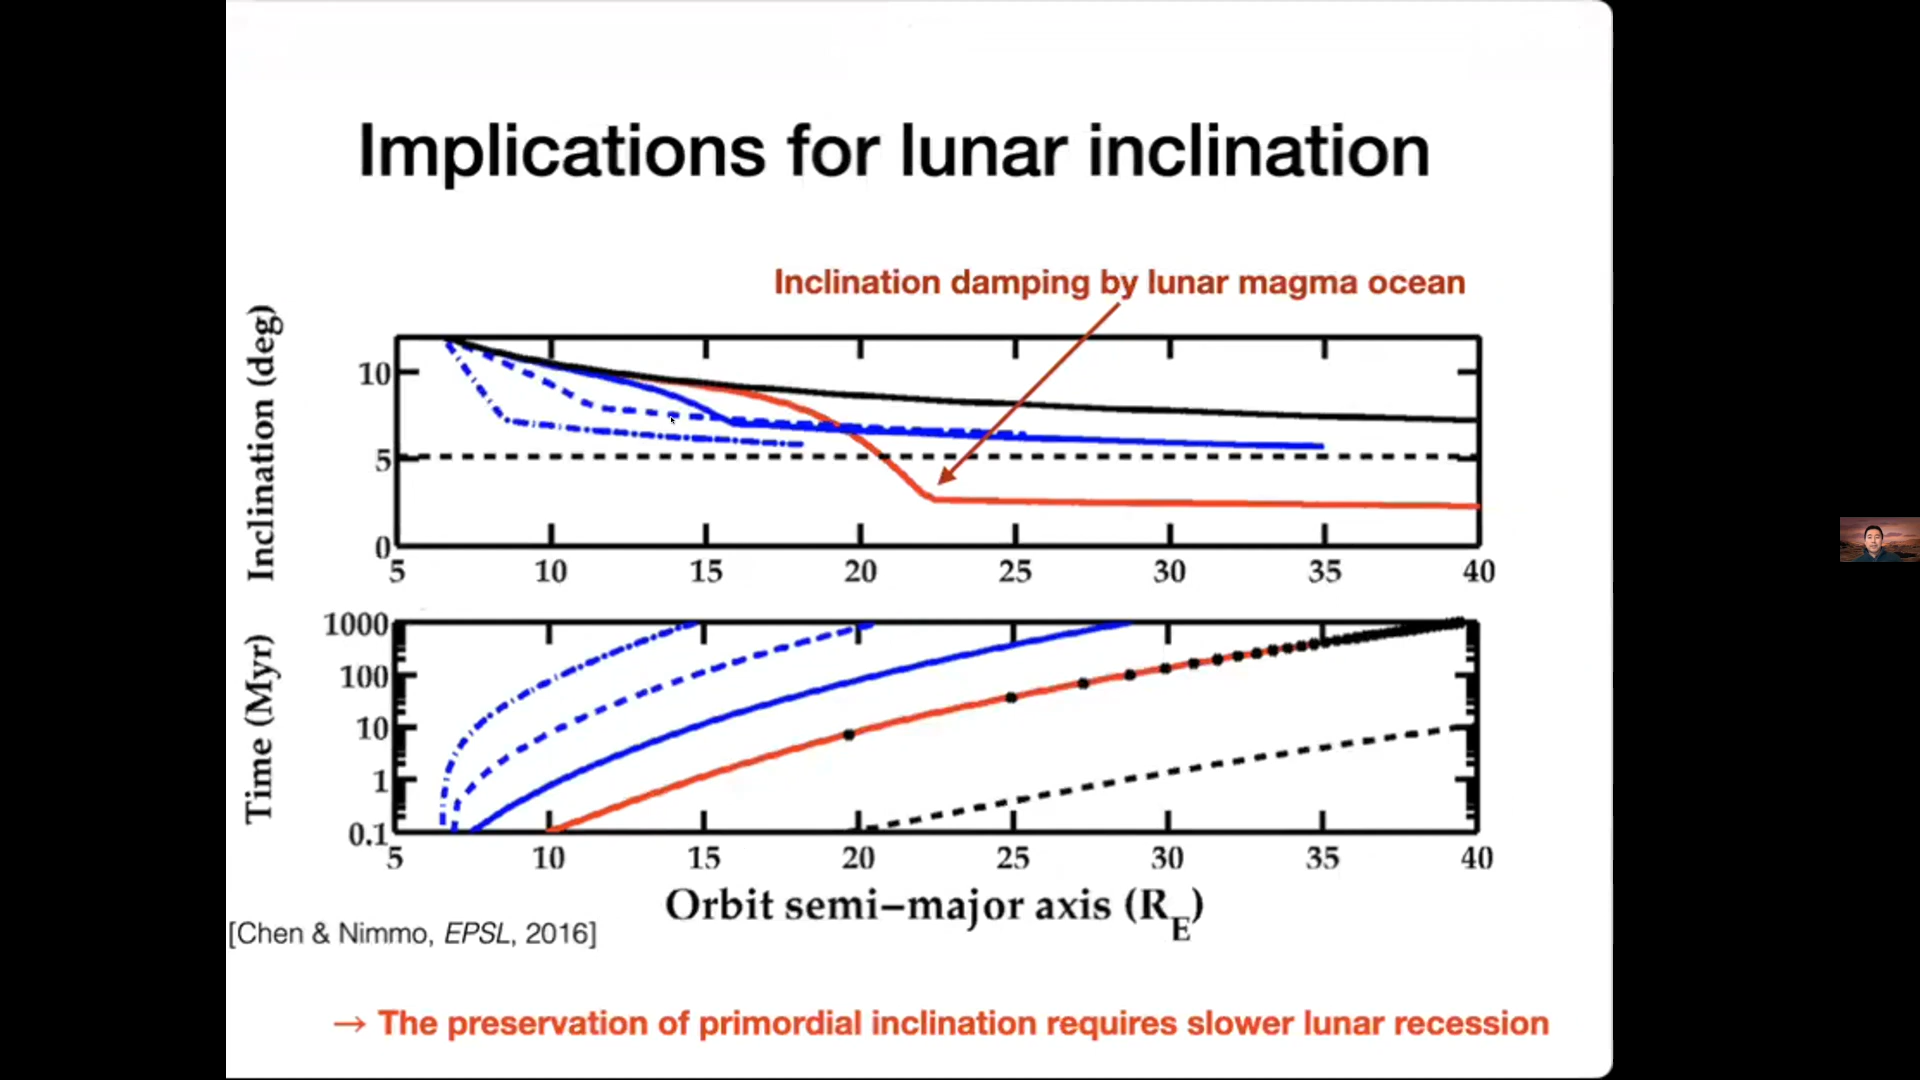 Implications for lunar inclination
Inclination damping by lunar magma ocean
Inclination (deg)
10
5
0
5 10 15 20 25 30 35 40
Time (Myr)
1000
100
10
1
0.1
5 10 15 20 25 30 35 40
Orbit semi-major axis (R_E)
[Chen & Nimmo, EPSL, 2016]
→ The preservation of primordial inclination requires slower lunar recession